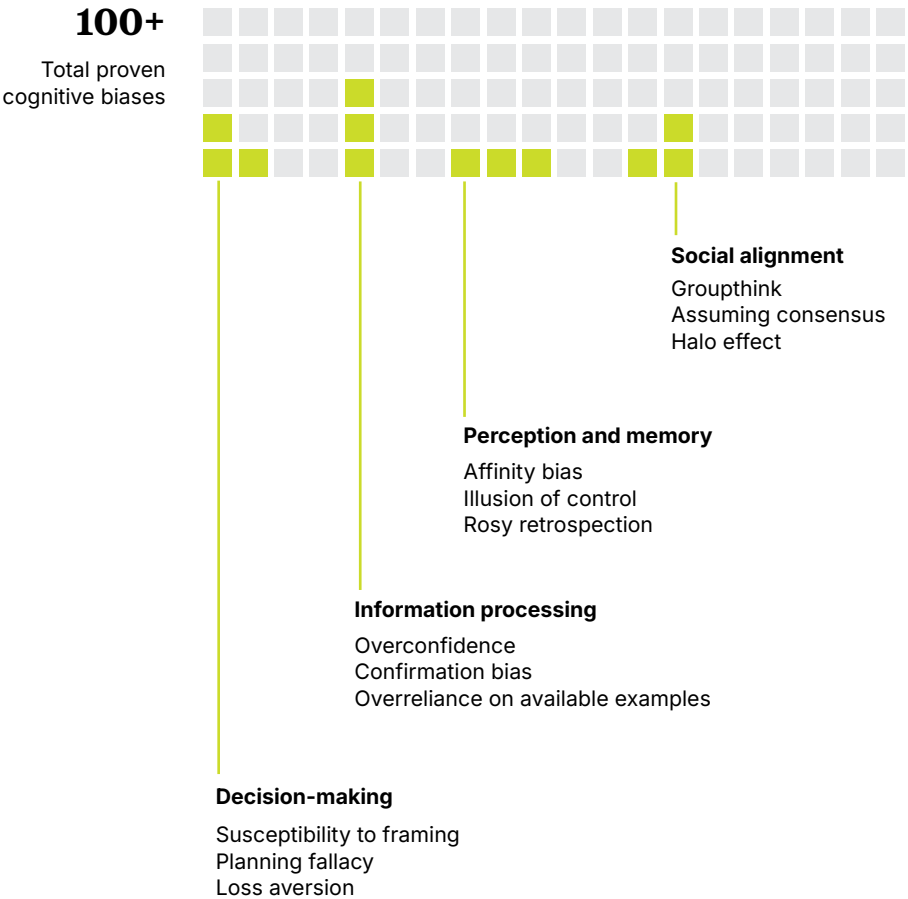 100+
Total proven
cognitive biases
Social alignment
Groupthink
Assuming consensus
Halo effect
Perception and memory
Affinity bias
Illusion of control
Rosy retrospection
Information processing
Overconfidence
Confirmation bias
Overreliance on available examples
Decision-making
Susceptibility to framing
Planning fallacy
Loss aversion